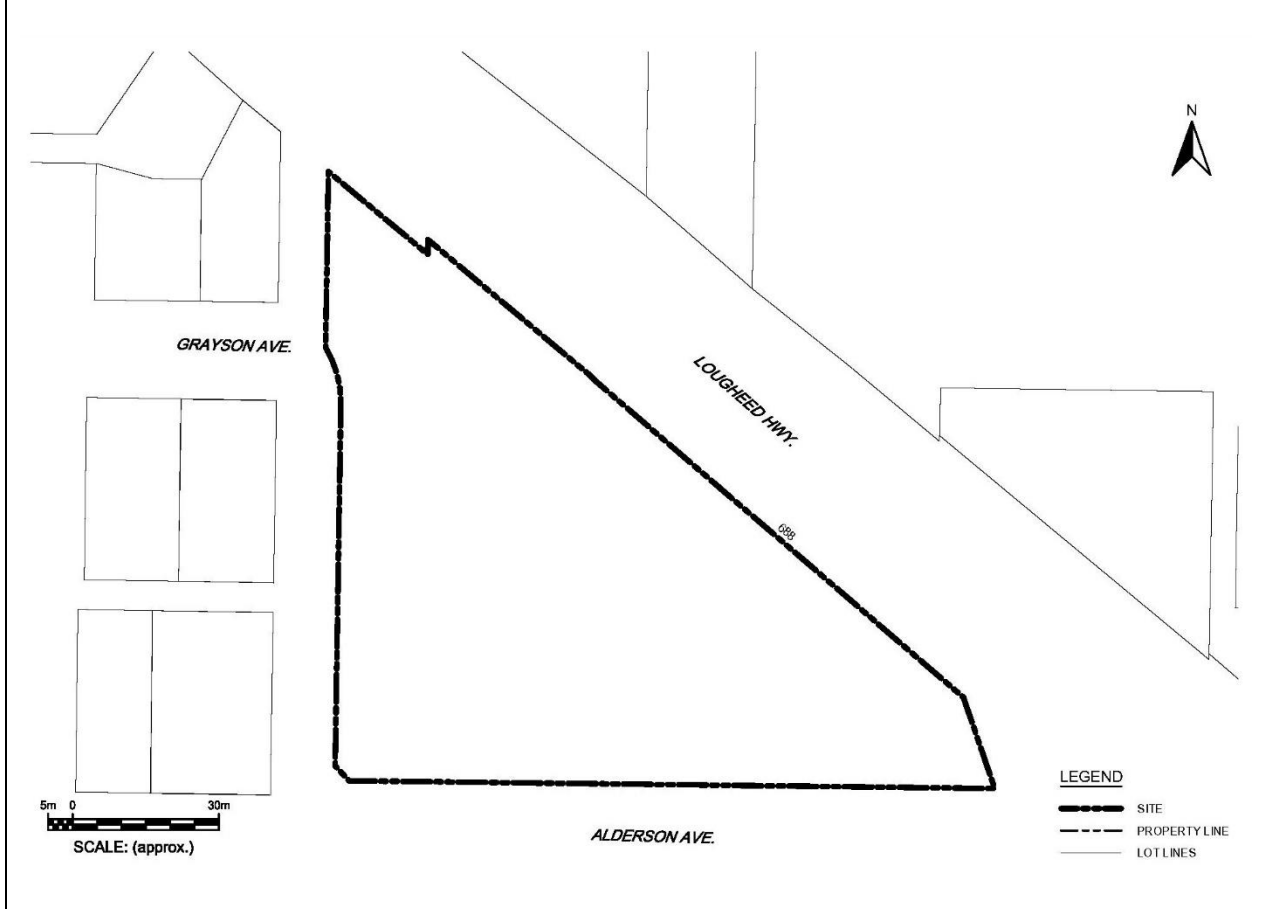 N
GRAYSON AVE.
LOUGHEED HWY.
688
LEGEND
SITE
PROPERTY LINE
LOT LINES
5m 0 30m
SCALE: (approx.)
ALDERSON AVE.